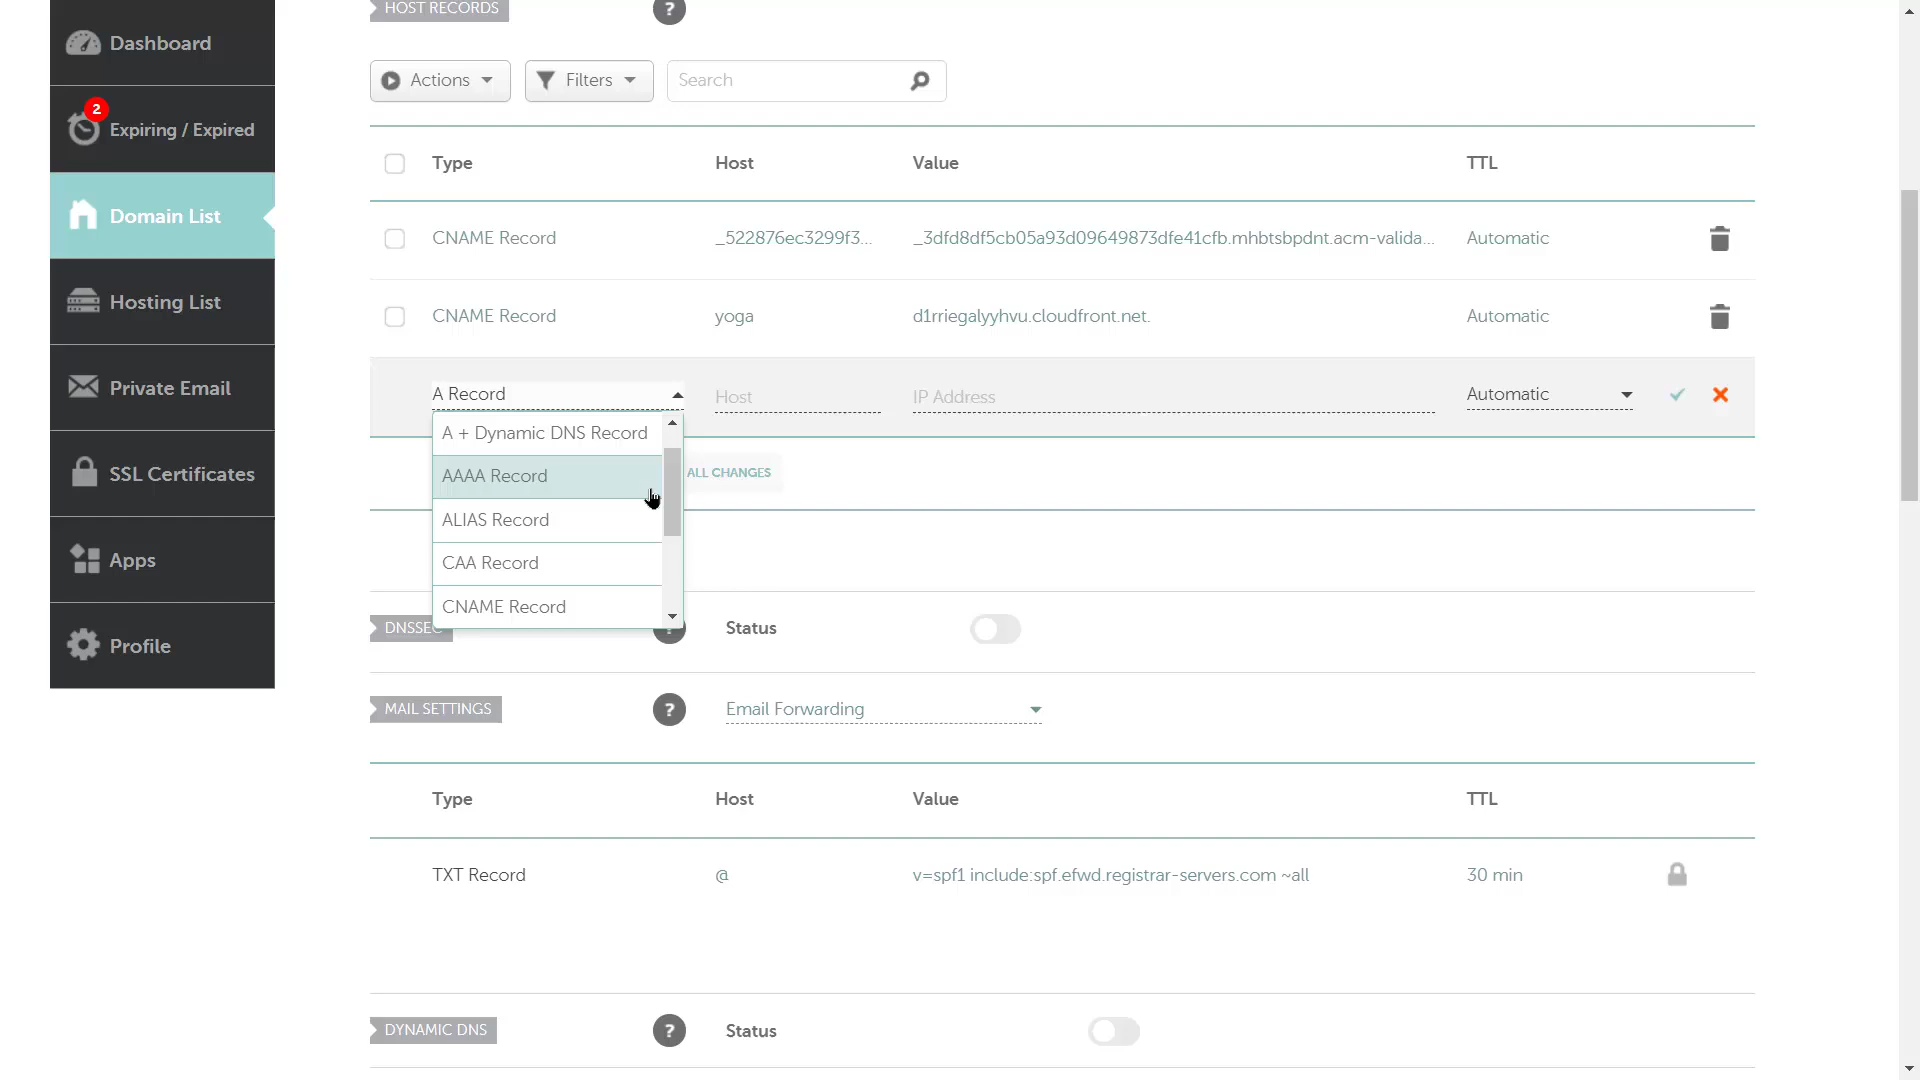 HOST RECORDS
?
Dashboard
Actions
Filters
Search
2
Expiring / Expired
Type
Host
Value
TTL
Domain List
CNAME Record
_522876ec3299f3...
_3dfd8df5cb05a93d09649873dfe41cfb.mhbtsbpdnt.acm-valida...
Automatic
Hosting List
CNAME Record
yoga
d1rriegalyyhvu.cloudfront.net.
Automatic
Private Email
A Record
Host
IP Address
Automatic
A + Dynamic DNS Record
SSL Certificates
AAAA Record
ALL CHANGES
ALIAS Record
Apps
CAA Record
CNAME Record
DNSSEC
?
Status
Profile
MAIL SETTINGS
?
Email Forwarding
Type
Host
Value
TTL
TXT Record
@
v=spf1 include:spf.efwd.registrar-servers.com ~all
30 min
DYNAMIC DNS
?
Status